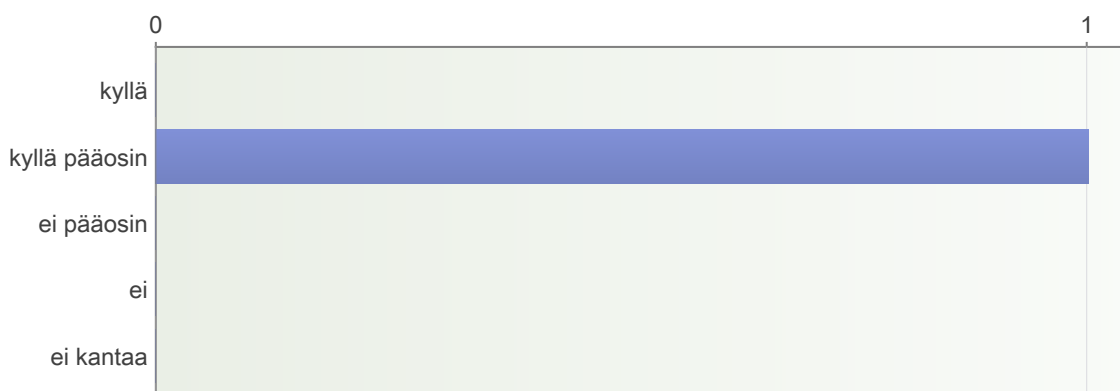 0 1
kyllä
kyllä pääosin
ei pääosin
ei
ei kantaa